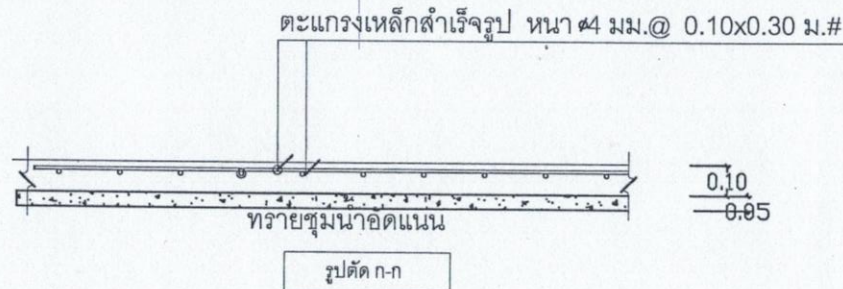 ตะแกรงเหล็กสำเร็จรูป หนา ø4 มม.@ 0.10x0.30 ม.#
0.10
0.05
ทรายชุ่มน้ำอัดแน่น
รูปตัด ก-ก